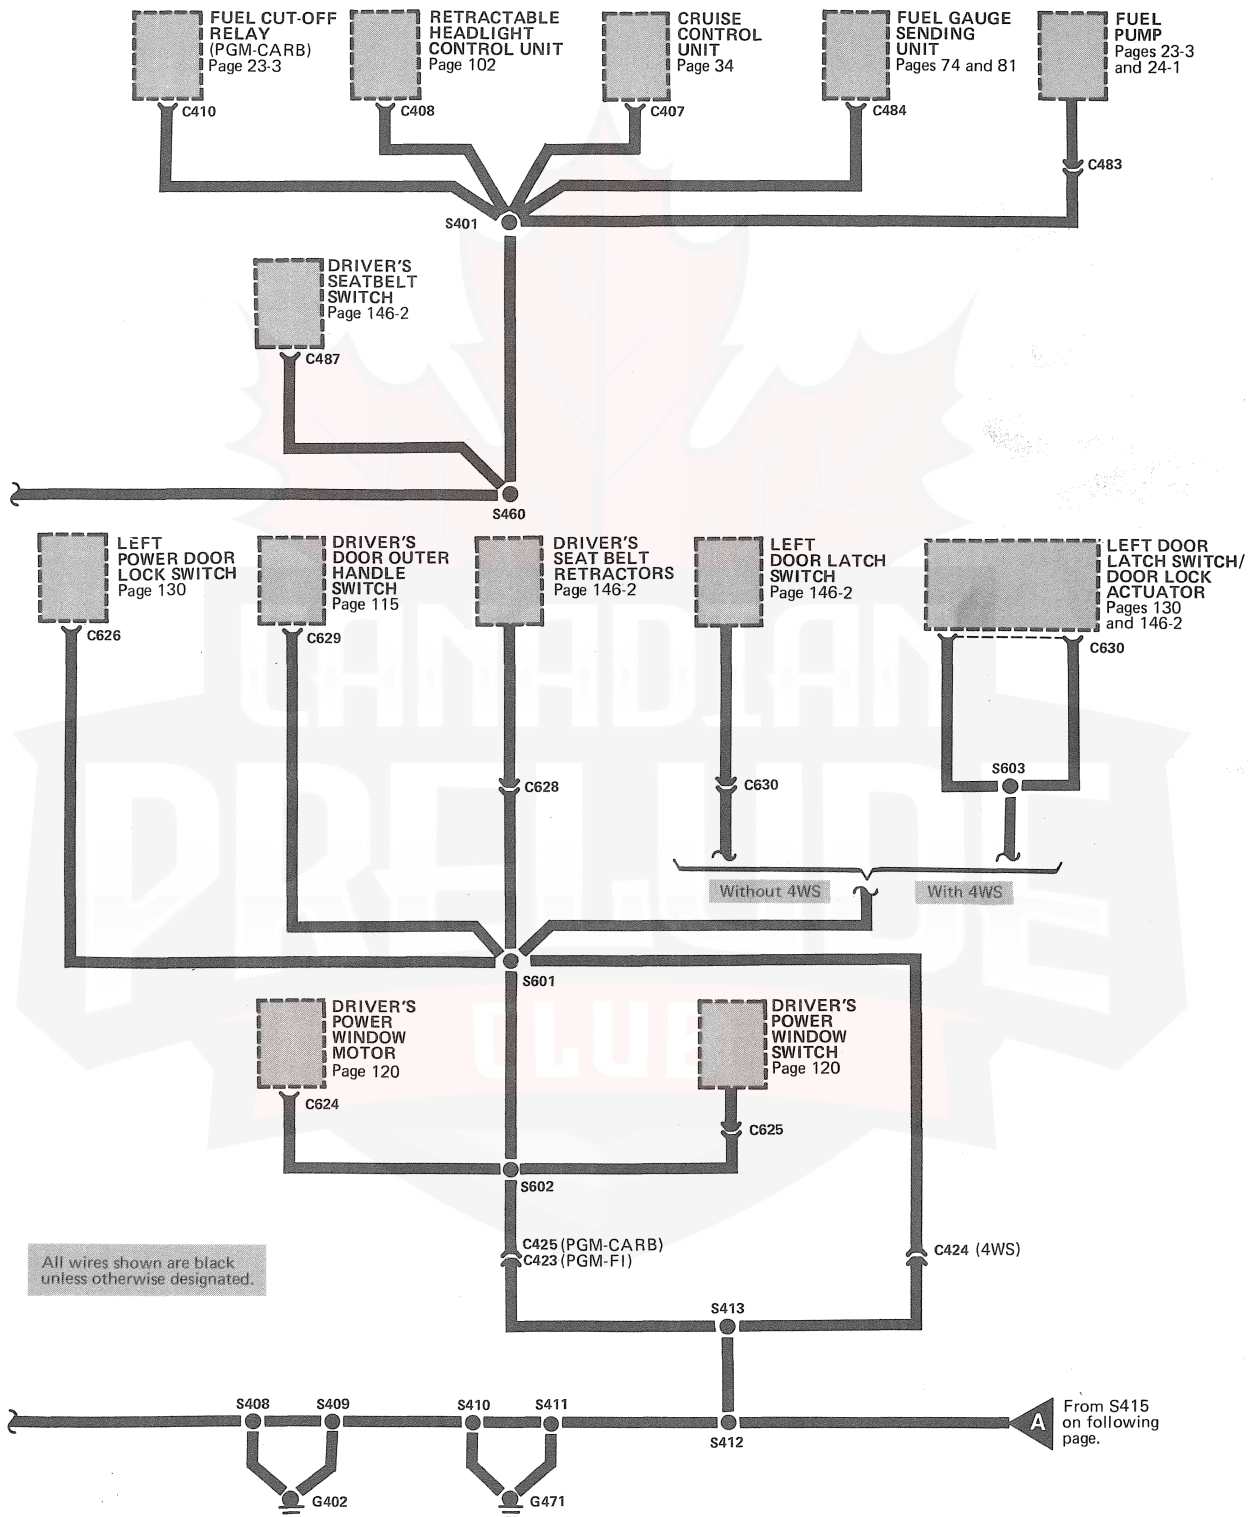 FUEL CUT-OFF
RELAY
(PGM-CARB)
Page 23-3
C410
RETRACTABLE
HEADLIGHT
CONTROL UNIT
Page 102
C408
CRUISE
CONTROL
UNIT
Page 34
C407
FUEL GAUGE
SENDING
UNIT
Pages 74 and 81
C484
FUEL
PUMP
Pages 23-3
and 24-1
C483
S401
DRIVER'S
SEATBELT
SWITCH
Page 146-2
C487
S460
LEFT
POWER DOOR
LOCK SWITCH
Page 130
C626
DRIVER'S
DOOR OUTER
HANDLE
SWITCH
Page 115
C629
DRIVER'S
SEAT BELT
RETRACTORS
Page 146-2
C628
LEFT
DOOR LATCH
SWITCH
Page 146-2
C630
LEFT DOOR
LATCH SWITCH/
DOOR LOCK
ACTUATOR
Pages 130
and 146-2
C630
S603
Without 4WS
With 4WS
CANADIAN
PRELUDE
CLUB
S601
DRIVER'S
POWER
WINDOW
MOTOR
Page 120
C624
DRIVER'S
POWER
WINDOW
SWITCH
Page 120
C625
S602
C425 (PGM-CARB)
C423 (PGM-FI)
C424 (4WS)
All wires shown are black
unless otherwise designated.
S413
S408
S409
S410
S411
S412
A
From S415
on following
page.
G402
G471